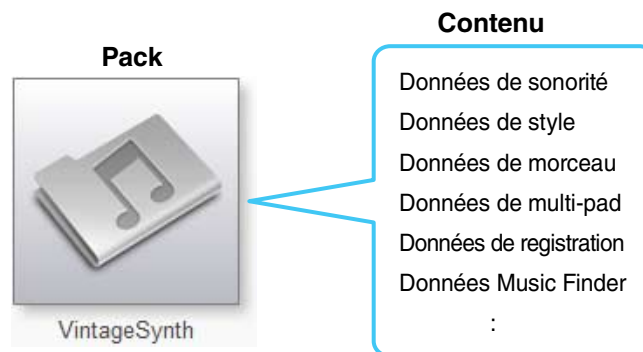 Pack
VintageSynth
Contenu
Données de sonorité
Données de style
Données de morceau
Données de multi-pad
Données de registration
Données Music Finder
: